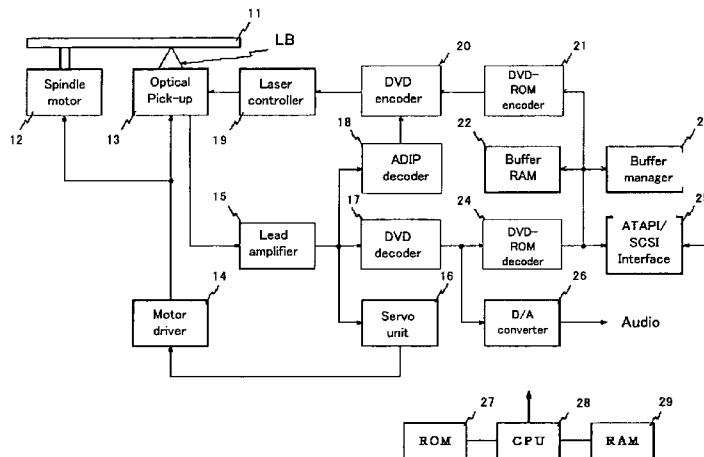 11
LB
20
21
Spindle
motor
Optical
Pick-up
Laser
controller
DVD
encoder
DVD-
ROM
encoder
12
13
19
18
22
ADIP
decoder
Buffer
RAM
Buffer
manager
15
17
24
Lead
amplifier
DVD
decoder
DVD-
ROM
decoder
ATAPI/
SCSI
Interface
14
16
26
Motor
driver
Servo
unit
D/A
converter
Audio
27
28
29
ROM
CPU
RAM